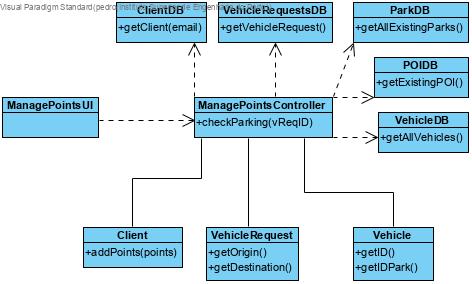 Visual Paradigm Standard(pedro(Instituto Superior de Engenharia do Porto))
ClientDB
+getClient(email)
VehicleRequestsDB
+getVehicleRequest()
ParkDB
+getAllExistingParks()
POIDB
+getExistingPOI()
ManagePointsUI
ManagePointsController
+checkParking(vReqID)
VehicleDB
+getAllVehicles()
Client
+addPoints(points)
VehicleRequest
+getOrigin()
+getDestination()
Vehicle
+getID()
+getIDPark()